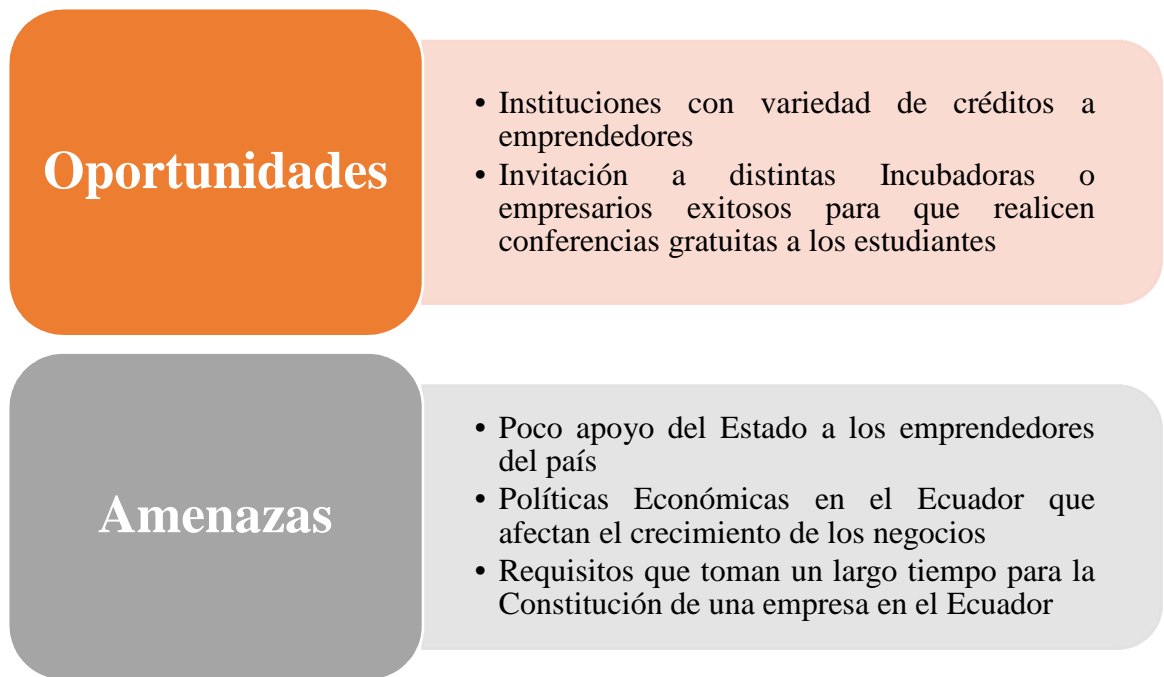 Oportunidades
• Instituciones con variedad de créditos a
emprendedores
• Invitación a distintas Incubadoras o
empresarios exitosos para que realicen
conferencias gratuitas a los estudiantes
Amenazas
• Poco apoyo del Estado a los emprendedores
del país
• Políticas Económicas en el Ecuador que
afectan el crecimiento de los negocios
• Requisitos que toman un largo tiempo para la
Constitución de una empresa en el Ecuador